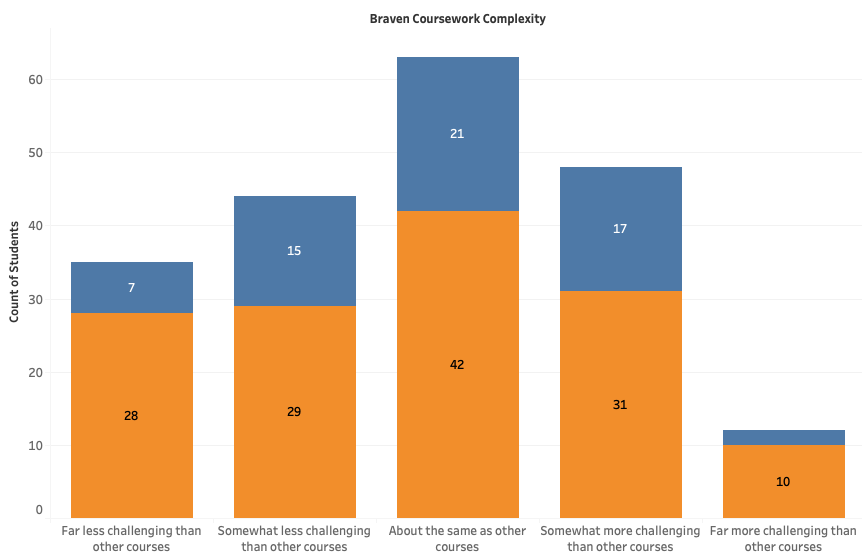 Braven Coursework Complexity
Count of Students
60
50
40
30
20
10
0
7
28
15
29
21
42
17
31
10
Far less challenging than
other courses
Somewhat less challenging
than other courses
About the same as other
courses
Somewhat more challenging
than other courses
Far more challenging than
other courses